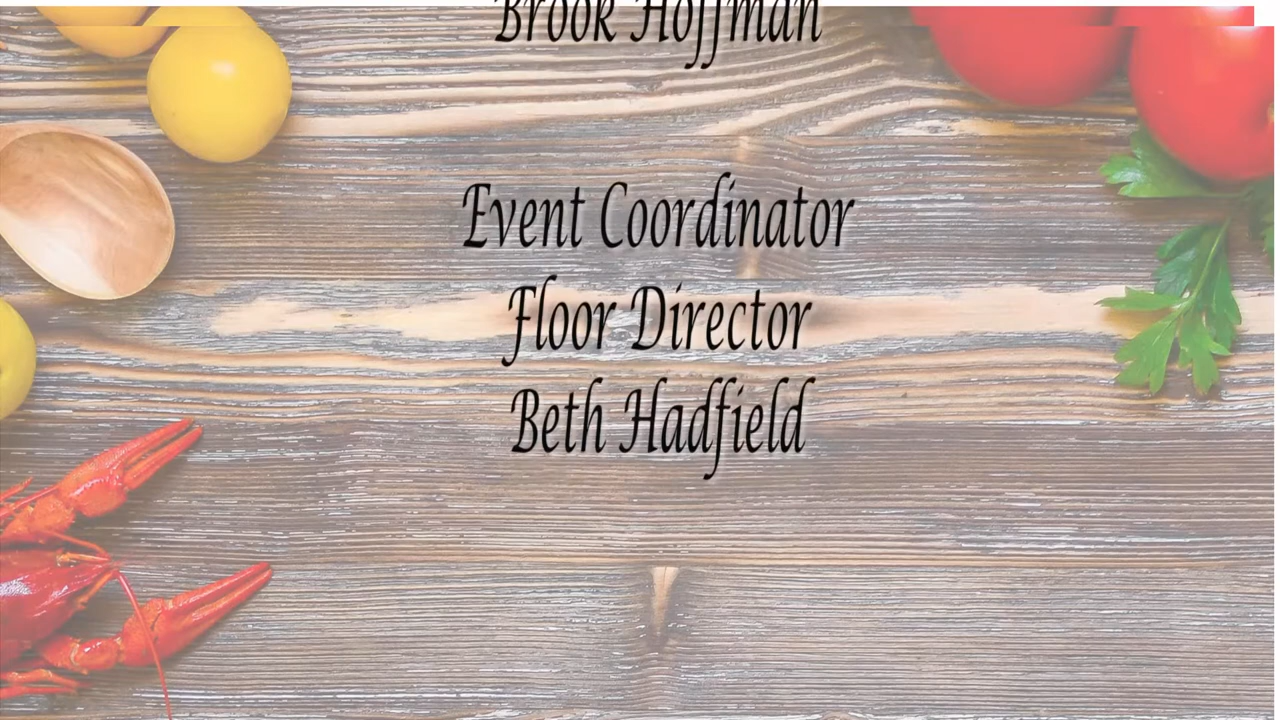 Brook Hoffman
Event Coordinator
Floor Director
Beth Hadfield